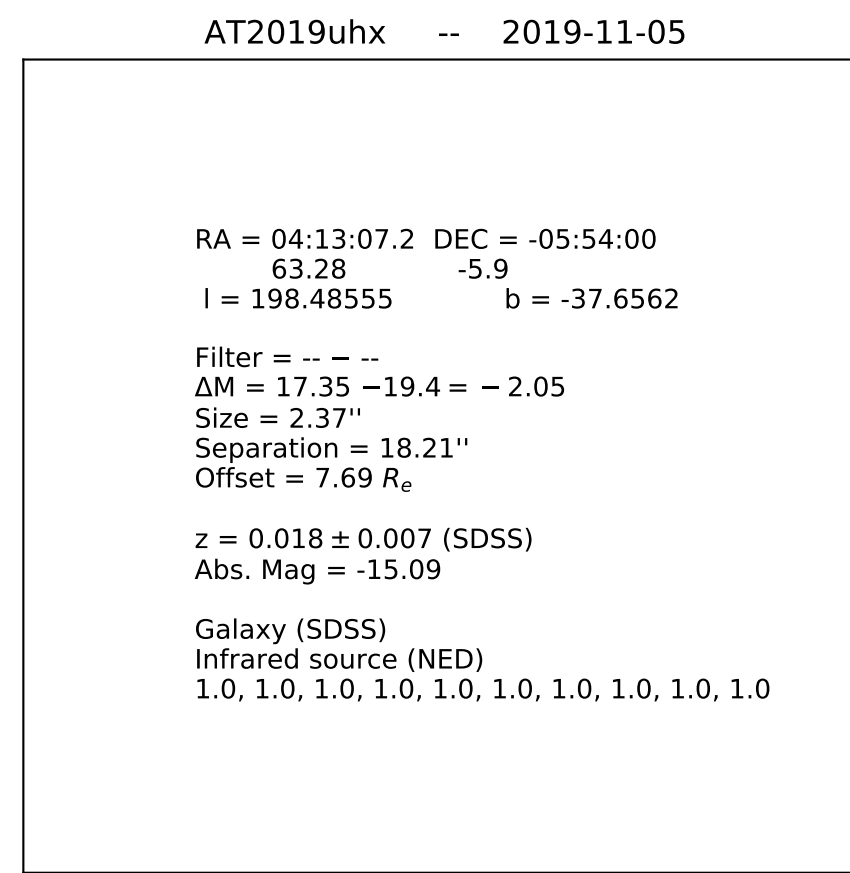 AT2019uhx -- 2019-11-05
RA = 04:13:07.2 DEC = -05:54:00
63.28 -5.9
l = 198.48555 b = -37.6562
Filter = -- − --
ΔM = 17.35 −19.4 = − 2.05
Size = 2.37''
Separation = 18.21''
Offset = 7.69 Rₑ
z = 0.018 ± 0.007 (SDSS)
Abs. Mag = -15.09
Galaxy (SDSS)
Infrared source (NED)
1.0, 1.0, 1.0, 1.0, 1.0, 1.0, 1.0, 1.0, 1.0, 1.0